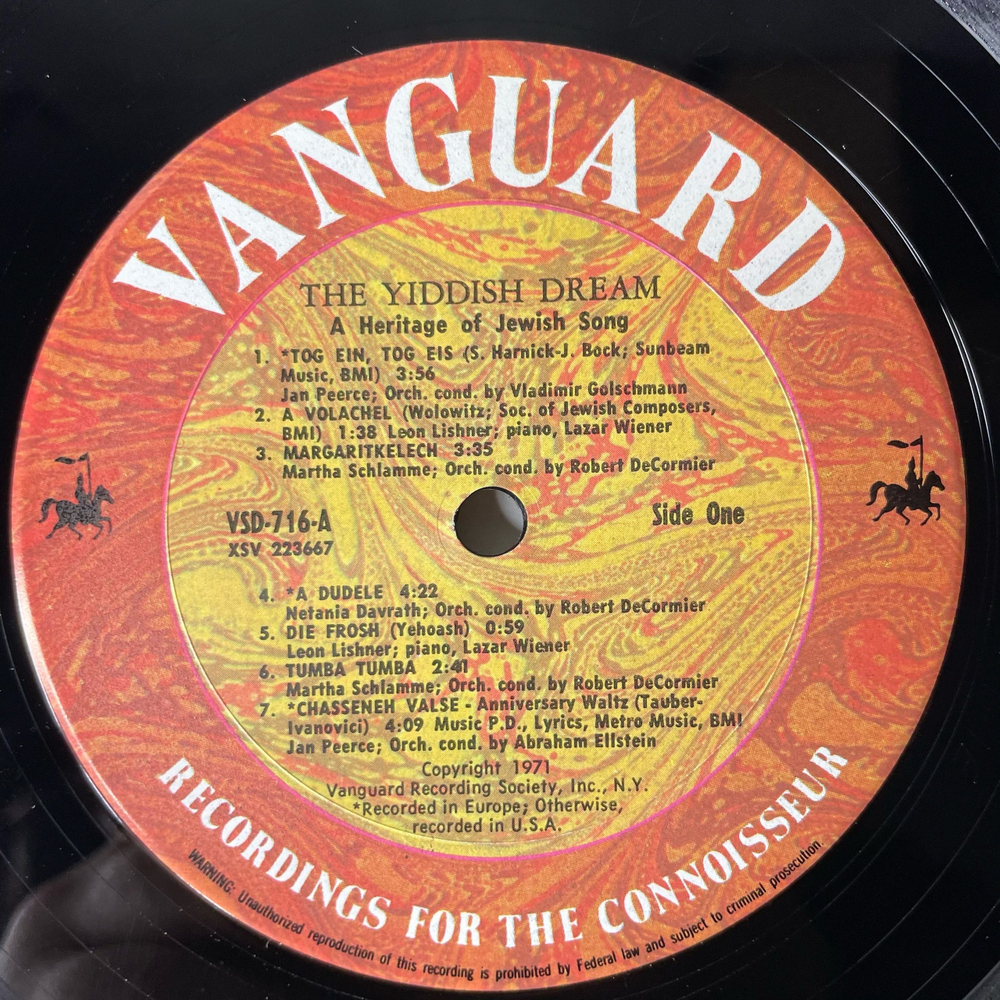 VANGUARD
THE YIDDISH DREAM
A Heritage of Jewish Song
1. *TOG EIN, TOG EIS (S. Harnick-J. Bock; Sunbeam
Music, BMI) 3:56
Jan Peerce; Orch. cond. by Vladimir Golschmann
2. A VOLACHEL (Wolowitz; Soc. of Jewish Composers,
BMI) 1:38 Leon Lishner; piano, Lazar Wiener
3. MARGARITKELECH 3:35
Martha Schlamme; Orch. cond. by Robert DeCormier
VSD-716-A
XSV 223667
Side One
4. *A DUDELE 4:22
Netania Davrath; Orch. cond. by Robert DeCormier
5. DIE FROSH (Yehoash) 0:59
Leon Lishner; piano, Lazar Wiener
6. TUMBA TUMBA 2:41
Martha Schlamme; Orch. cond. by Robert DeCormier
7. *CHASSENEH VALSE - Anniversary Waltz (Tauber-
Ivanovici) 4:09 Music P.D., Lyrics, Metro Music, BMI
Jan Peerce; Orch. cond. by Abraham Ellstein
Copyright 1971
Vanguard Recording Society, Inc., N.Y.
*Recorded in Europe; Otherwise,
recorded in U.S.A.
RECORDINGS FOR THE CONNOISSEUR
WARNING: Unauthorized reproduction of this recording is prohibited by Federal law and subject to criminal prosecution.